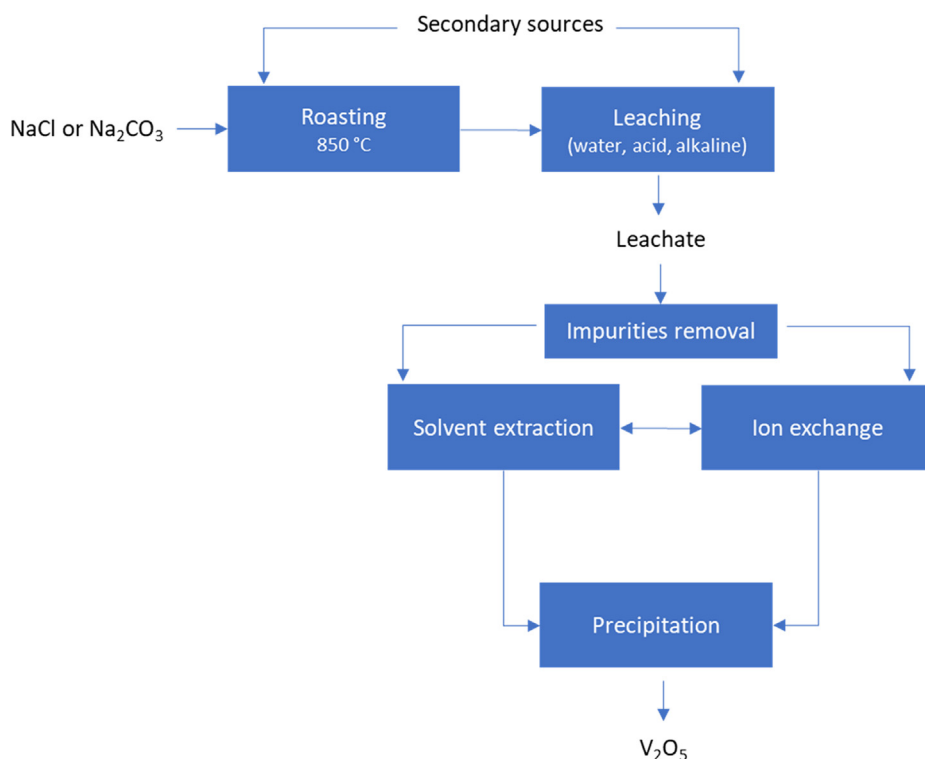 Secondary sources
NaCl or Na₂CO₃
Roasting
850 °C
Leaching
(water, acid, alkaline)
Leachate
Impurities removal
Solvent extraction
Ion exchange
Precipitation
V₂O₅